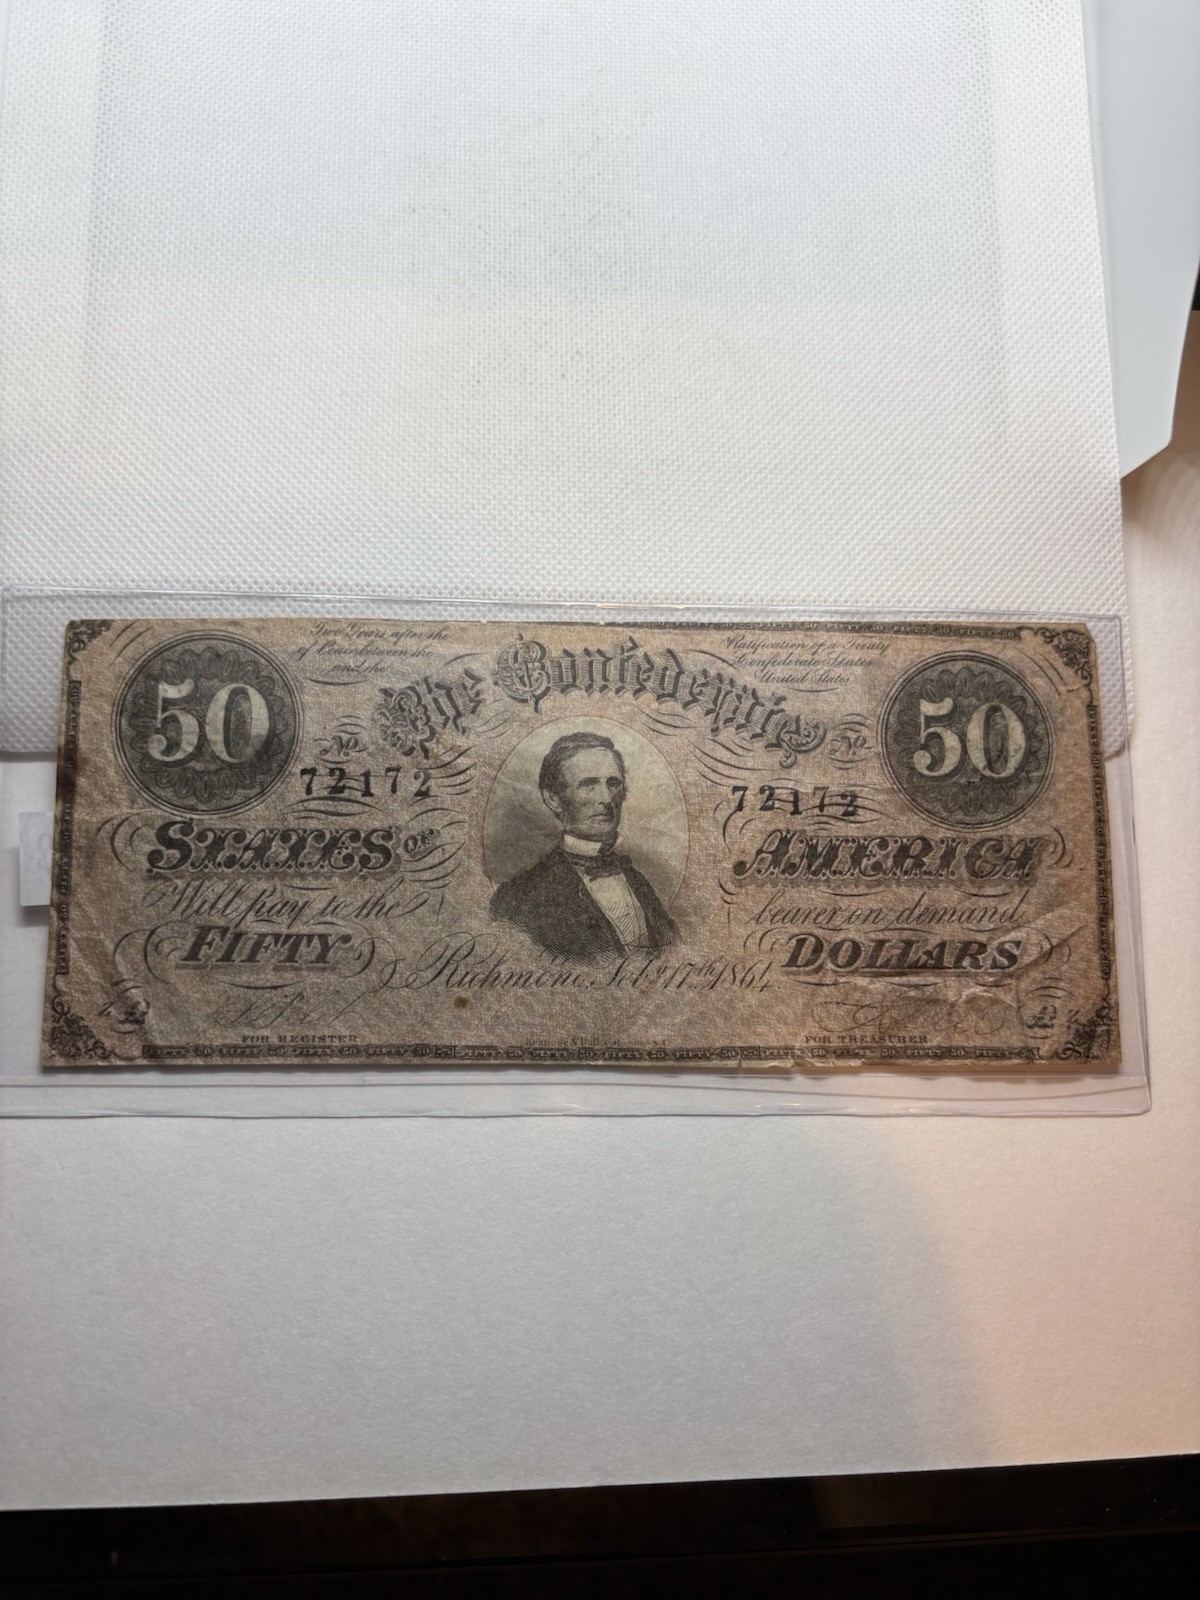 Two Years after the
of Peace between the
and the
Ratification of a Treaty
Confederate States
United States
50
The Confederate
50
No
72172
No
72172
STATES OF
AMERICA
Will pay to the
bearer on demand
FIFTY
DOLLARS
Richmond, Feby. 17th 1864
FOR REGISTER
FOR TREASURER